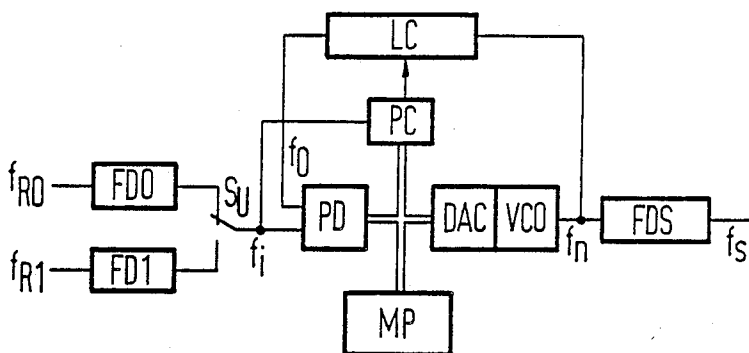 LC
PC
f0
fR0 FD0 SU
PD DAC VCO FDS
fR1 FD1 fi fn fs
MP